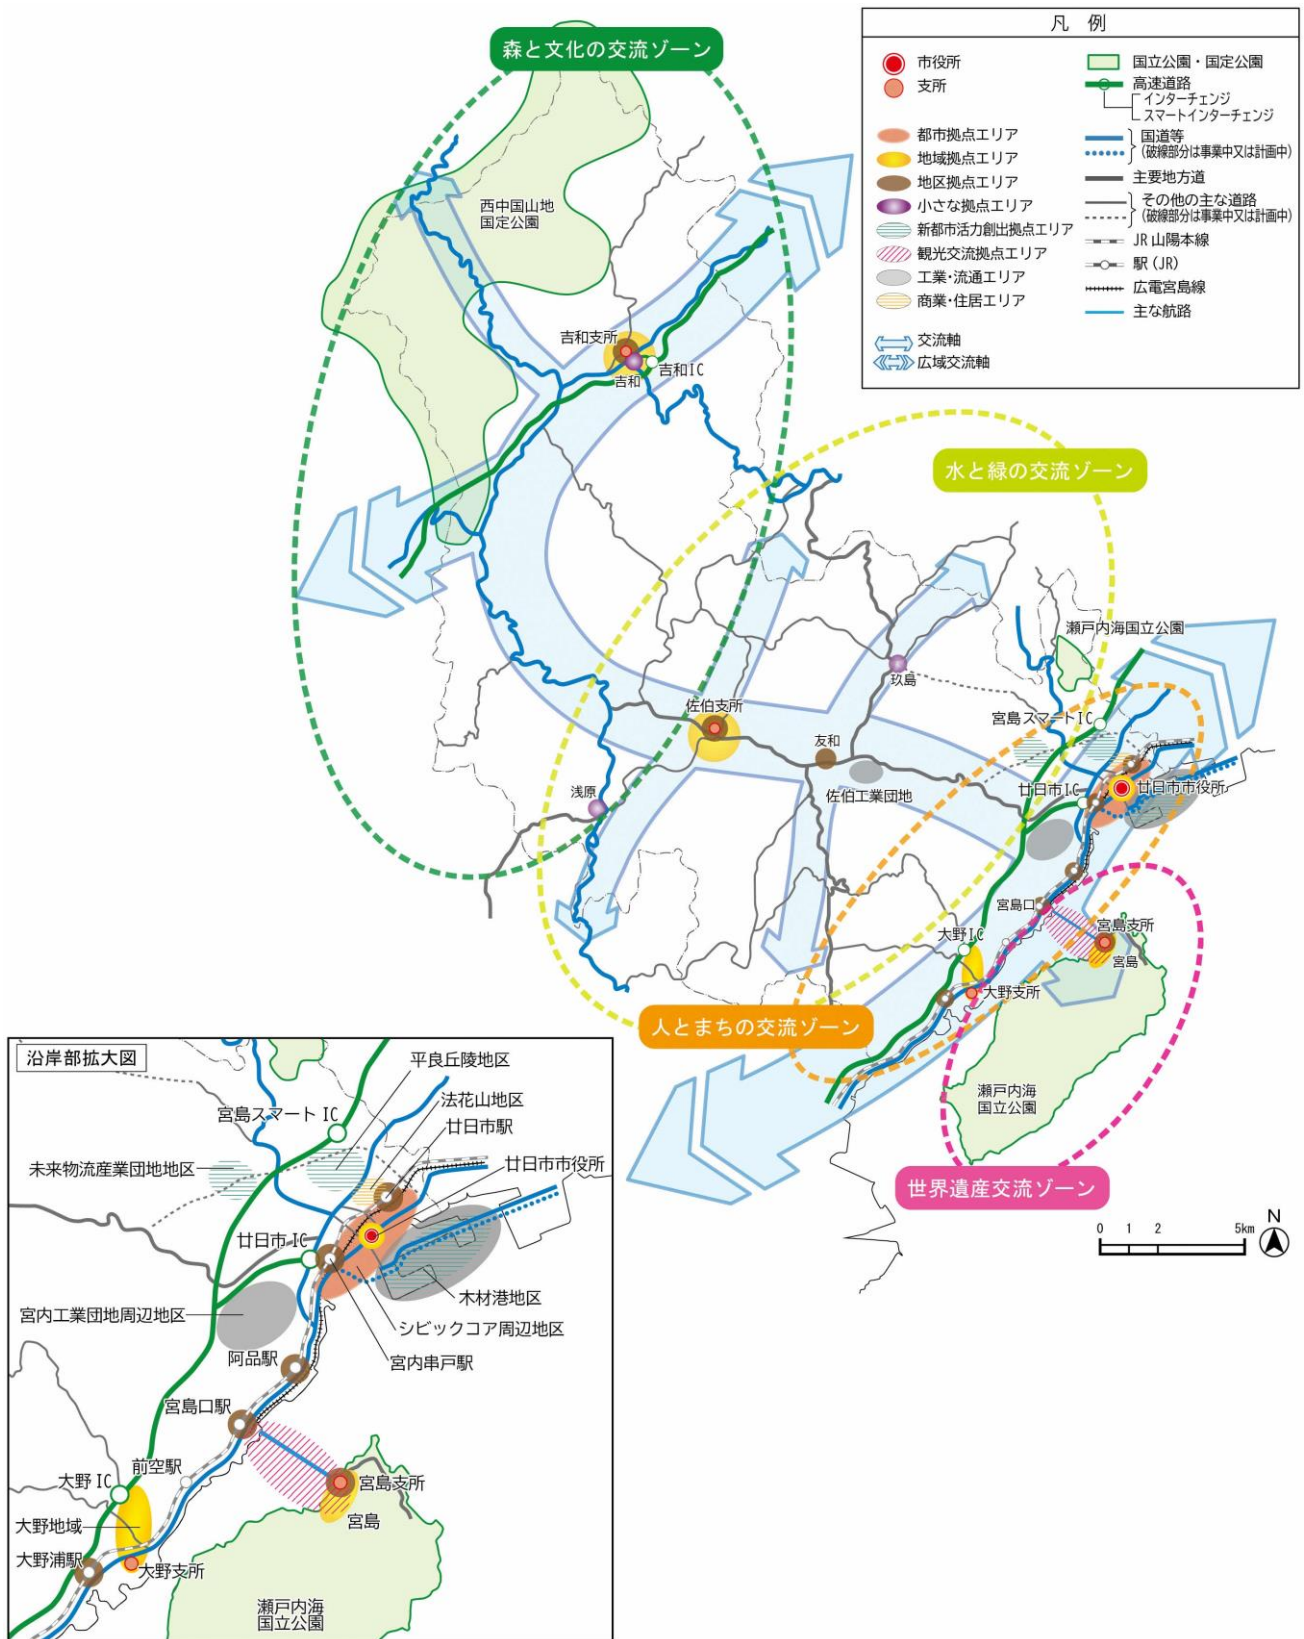 森と文化の交流ゾーン
凡 例
市役所
支所
都市拠点エリア
地域拠点エリア
地区拠点エリア
小さな拠点エリア
新都市活力創出拠点エリア
観光交流拠点エリア
工業・流通エリア
商業・住居エリア
交流軸
広域交流軸
国立公園・国定公園
高速道路
インターチェンジ
スマートインターチェンジ
国道等
(破線部分は事業中又は計画中)
主要地方道
その他の主な道路
(破線部分は事業中又は計画中)
JR山陽本線
駅(JR)
広電宮島線
主な航路
西中国山地
国定公園
吉和支所
吉和
吉和IC
水と緑の交流ゾーン
瀬戸内海国立公園
玖島
宮島スマートIC
佐伯支所
友和
佐伯工業団地
浅原
廿日市IC
廿日市市役所
宮島口
宮島支所
宮島
大野IC
大野支所
人とまちの交流ゾーン
瀬戸内海
国立公園
世界遺産交流ゾーン
0 1 2 5km
N
沿岸部拡大図
平良丘陵地区
宮島スマートIC
法花山地区
廿日市駅
未来物流産業団地地区
廿日市市役所
廿日市IC
木材港地区
宮内工業団地周辺地区
シビックコア周辺地区
阿品駅
宮内串戸駅
宮島口駅
前空駅
大野IC
宮島支所
宮島
大野地域
大野浦駅
大野支所
瀬戸内海
国立公園